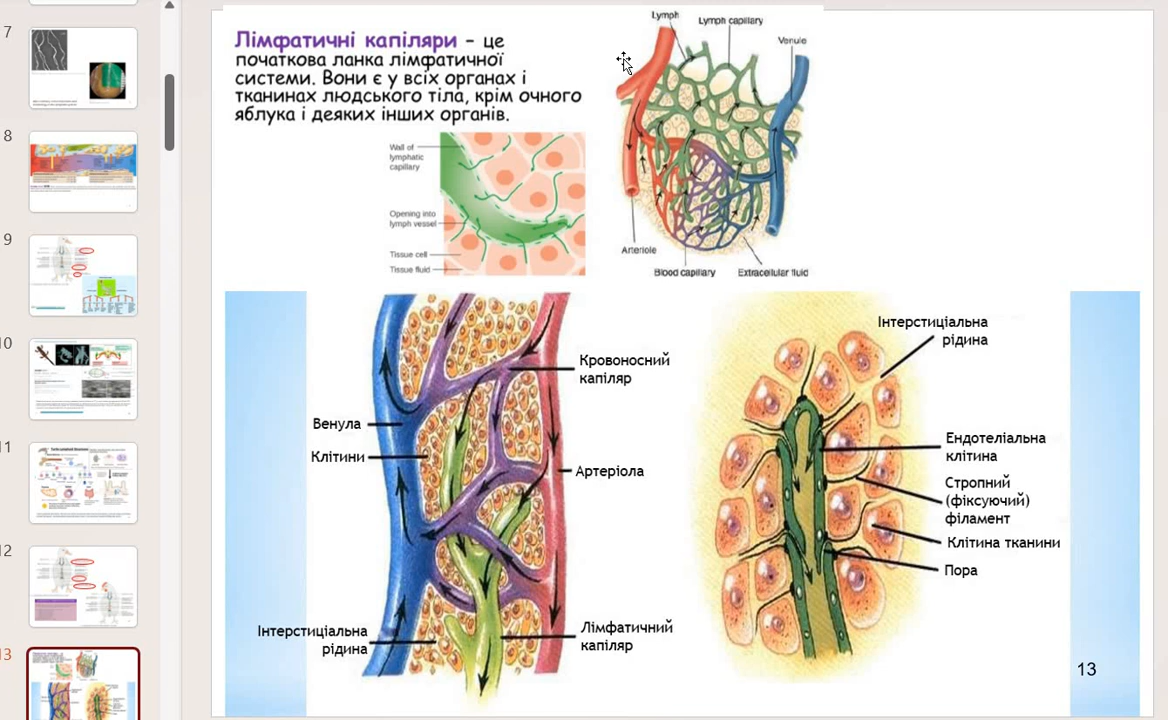 7
8
9
10
11
12
13
Лімфатичні капіляри – це
початкова ланка лімфатичної
системи. Вони є у всіх органах і
тканинах людського тіла, крім очного
яблука і деяких інших органів.
Wall of
lymphatic
capillary
Opening into
lymph vessel
Tissue cell
Tissue fluid
Lymph
Lymph capillary
Venule
Arteriole
Blood capillary
Extracellular fluid
Кровоносний
капіляр
Венула
Клітини
Артеріола
Інтерстиціальна
рідина
Лімфатичний
капіляр
Інтерстиціальна
рідина
Ендотеліальна
клітина
Стропний
(фіксуючий)
філамент
Клітина тканини
Пора
13